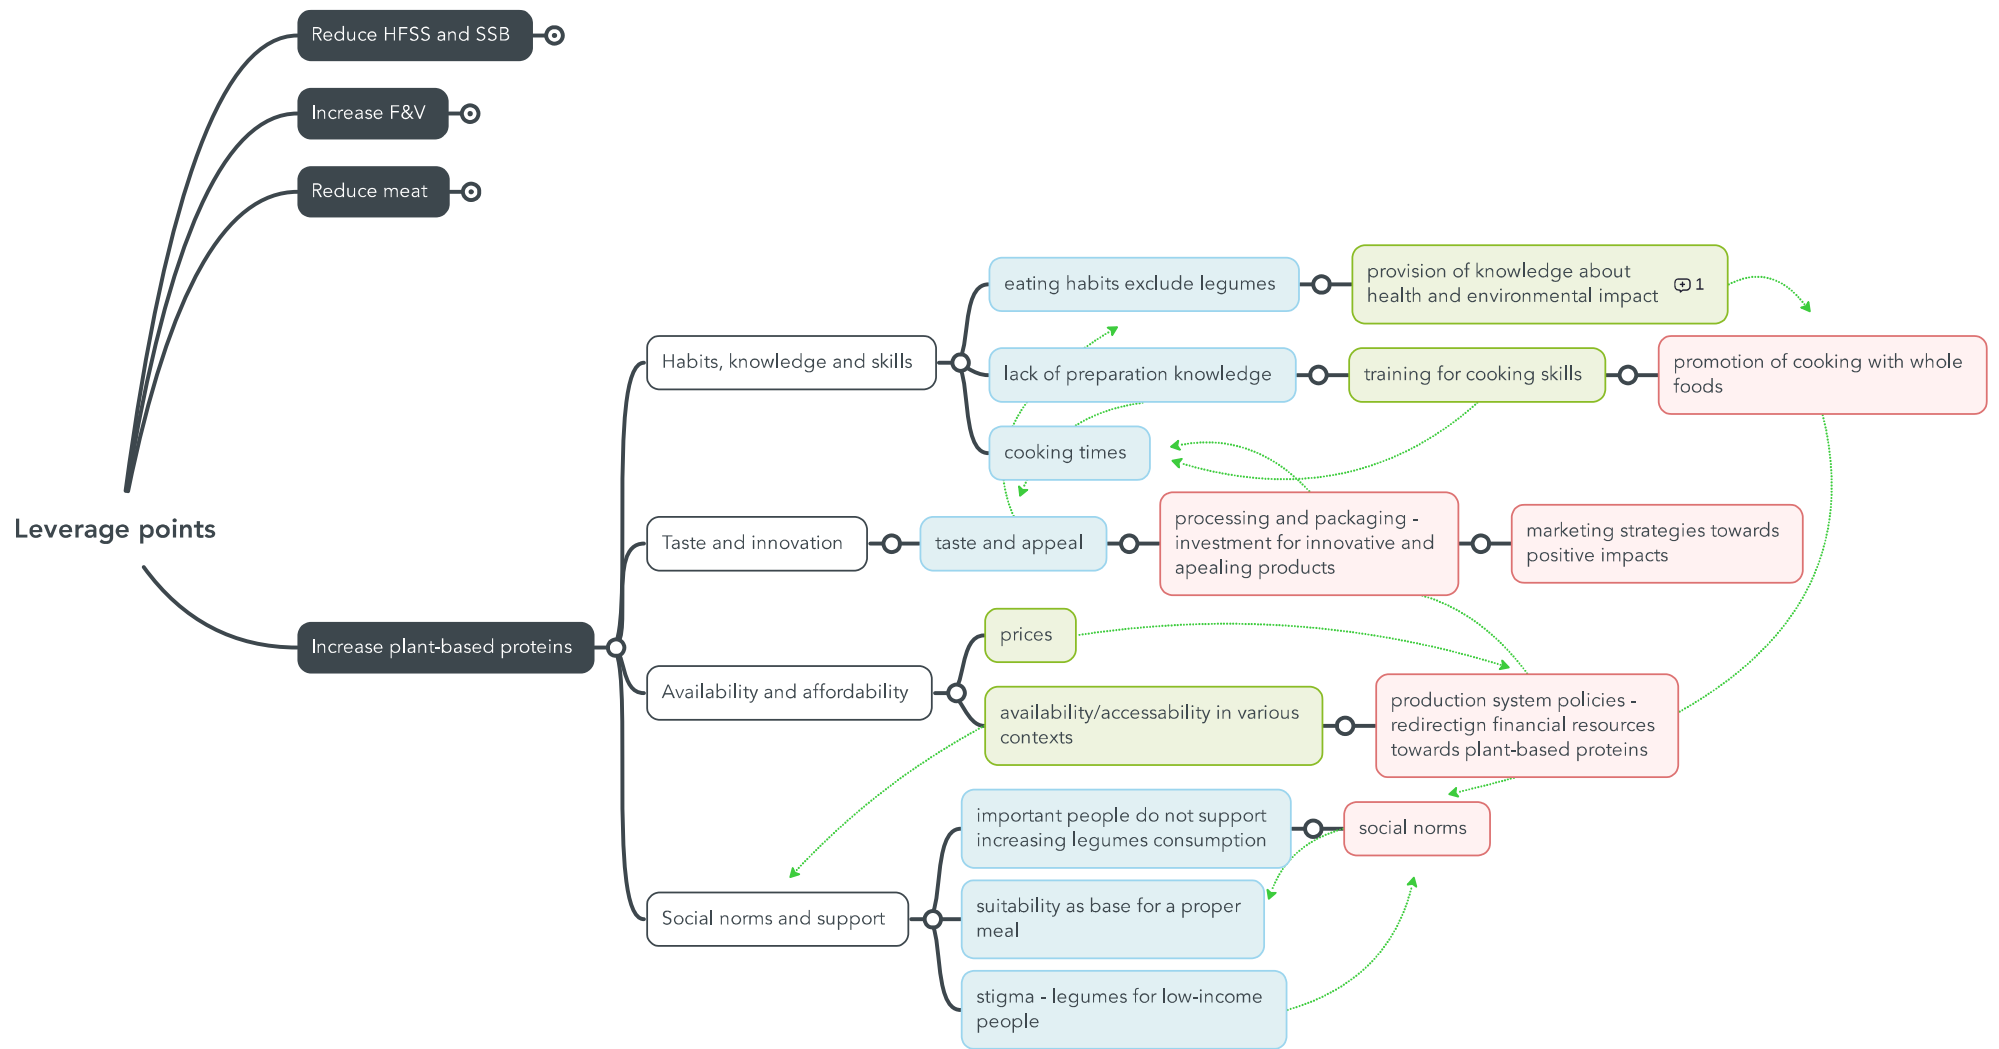 Reduce HFSS and SSB
Increase F&V
Reduce meat
Leverage points
Increase plant-based proteins
Habits, knowledge and skills
eating habits exclude legumes
provision of knowledge about
health and environmental impact
1
lack of preparation knowledge
training for cooking skills
promotion of cooking with whole
foods
cooking times
Taste and innovation
taste and appeal
processing and packaging -
investment for innovative and
apealing products
marketing strategies towards
positive impacts
Availability and affordability
prices
availability/accessability in various
contexts
production system policies -
redirectign financial resources
towards plant-based proteins
Social norms and support
important people do not support
increasing legumes consumption
social norms
suitability as base for a proper
meal
stigma - legumes for low-income
people